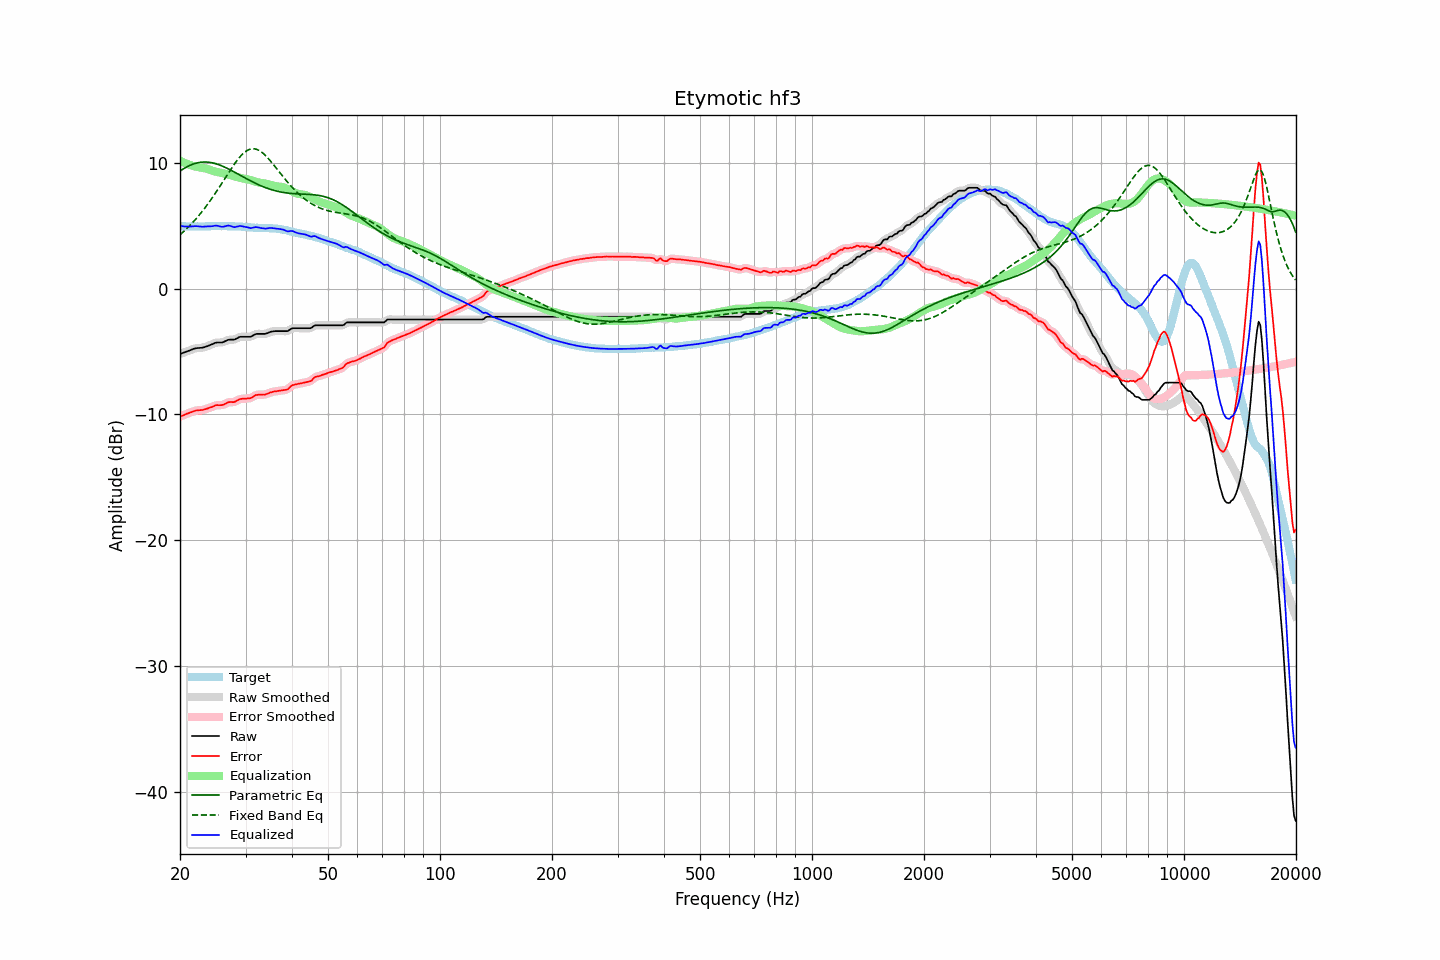 Etymotic hf3
Amplitude (dBr)
10
0
−10
−20
−30
−40
Target
Raw Smoothed
Error Smoothed
Raw
Error
Equalization
Parametric Eq
Fixed Band Eq
Equalized
20 50 100 200 500 1000 2000 5000 10000 20000
Frequency (Hz)